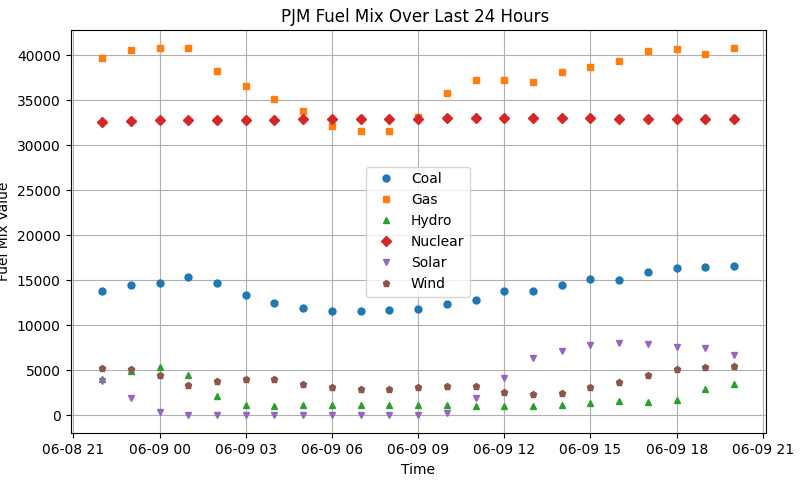 PJM Fuel Mix Over Last 24 Hours
40000
35000
30000
25000
20000
15000
10000
5000
0
Fuel Mix Value
Coal
Gas
Hydro
Nuclear
Solar
Wind
06-08 21 06-09 00 06-09 03 06-09 06 06-09 09 06-09 12 06-09 15 06-09 18 06-09 21
Time